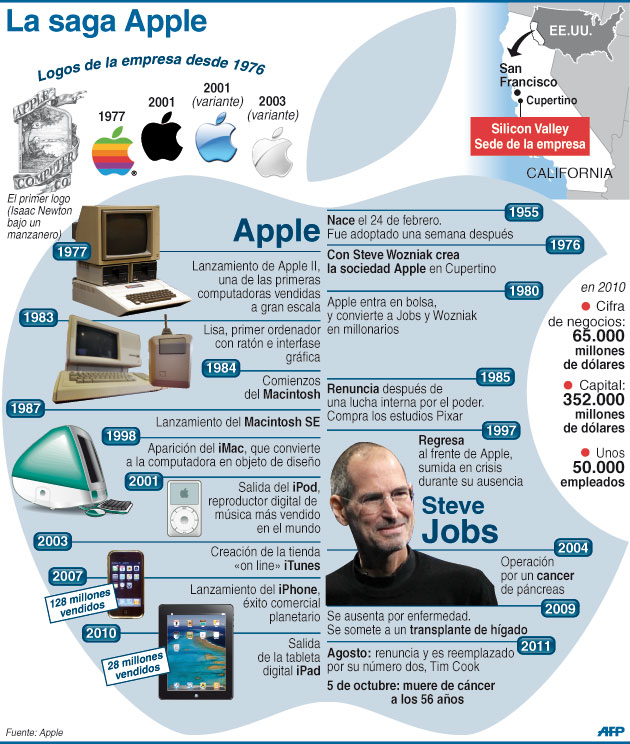 La saga Apple
Logos de la empresa desde 1976
APPLE
COMPUTER
CO.
1977
2001
2001
(variante)
2003
(variante)
®
El primer logo
(Isaac Newton
bajo un
manzanero)
EE.UU.
San
Francisco
Cupertino
Silicon Valley
Sede de la empresa
CALIFORNIA
Apple
1977
Lanzamiento de Apple II,
una de las primeras
computadoras vendidas
a gran escala
1983
Lisa, primer ordenador
con ratón e interfase
gráfica
1984
Comienzos
del Macintosh
1987
Lanzamiento del Macintosh SE
1998
Aparición del iMac, que convierte
a la computadora en objeto de diseño
2001
Salida del iPod,
reproductor digital de
música más vendido
en el mundo
2003
Creación de la tienda
«on line» iTunes
2007
Lanzamiento del iPhone,
éxito comercial
planetario
128 millones
vendidos
2010
Salida
de la tableta
digital iPad
28 millones
vendidos
1955
Nace el 24 de febrero.
Fue adoptado una semana después
1976
Con Steve Wozniak crea
la sociedad Apple en Cupertino
1980
Apple entra en bolsa,
y convierte a Jobs y Wozniak
en millonarios
1985
Renuncia después de
una lucha interna por el poder.
Compra los estudios Pixar
1997
Regresa
al frente de Apple,
sumida en crisis
durante su ausencia
Steve
Jobs
2004
Operación
por un cancer
de páncreas
2009
Se ausenta por enfermedad.
Se somete a un transplante de hígado
2011
Agosto: renuncia y es reemplazado
por su número dos, Tim Cook
5 de octubre: muere de cáncer
a los 56 años
en 2010
Cifra
de negocios:
65.000
millones
de dólares
Capital:
352.000
millones
de dólares
Unos
50.000
empleados
Fuente: Apple
AFP